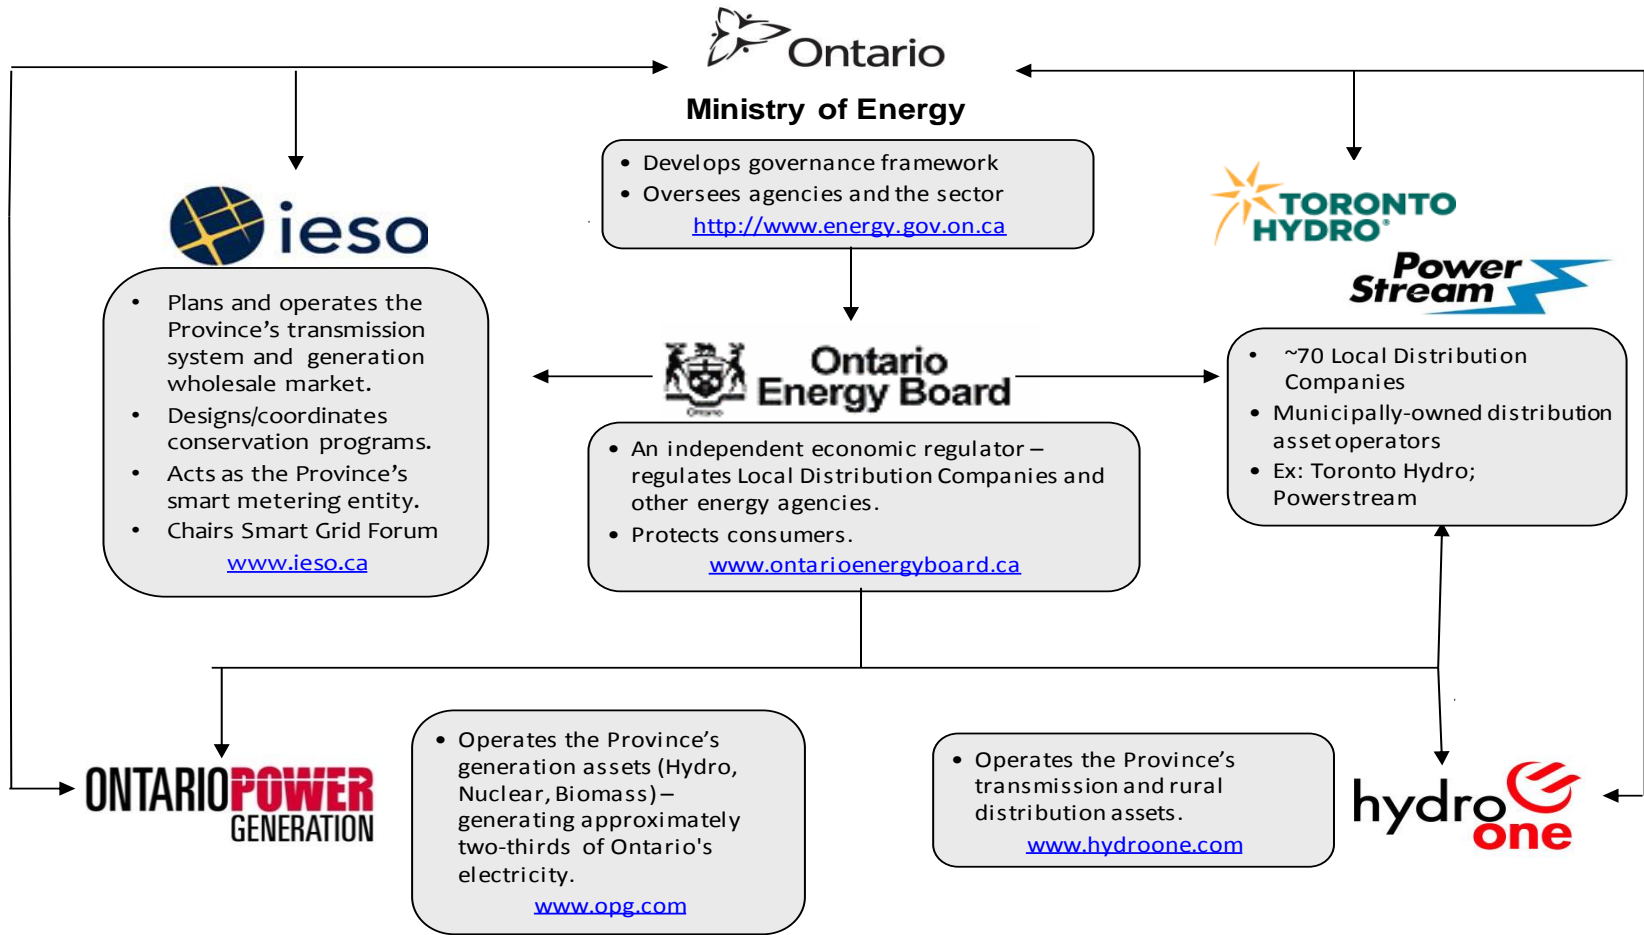 Ontario
Ministry of Energy
• Develops governance framework
• Oversees agencies and the sector
http://www.energy.gov.on.ca
ieso
• Plans and operates the
Province’s transmission
system and generation
wholesale market.
• Designs/coordinates
conservation programs.
• Acts as the Province’s
smart metering entity.
• Chairs Smart Grid Forum
www.ieso.ca
Ontario
Ontario
Energy Board
• An independent economic regulator –
regulates Local Distribution Companies and
other energy agencies.
• Protects consumers.
www.ontarioenergyboard.ca
TORONTO
HYDRO®
Power
Stream
• ~70 Local Distribution
Companies
• Municipally-owned distribution
asset operators
• Ex: Toronto Hydro;
Powerstream
ONTARIOPOWER
GENERATION
• Operates the Province’s
generation assets (Hydro,
Nuclear, Biomass) –
generating approximately
two-thirds of Ontario's
electricity.
www.opg.com
• Operates the Province’s
transmission and rural
distribution assets.
www.hydroone.com
hydro
one